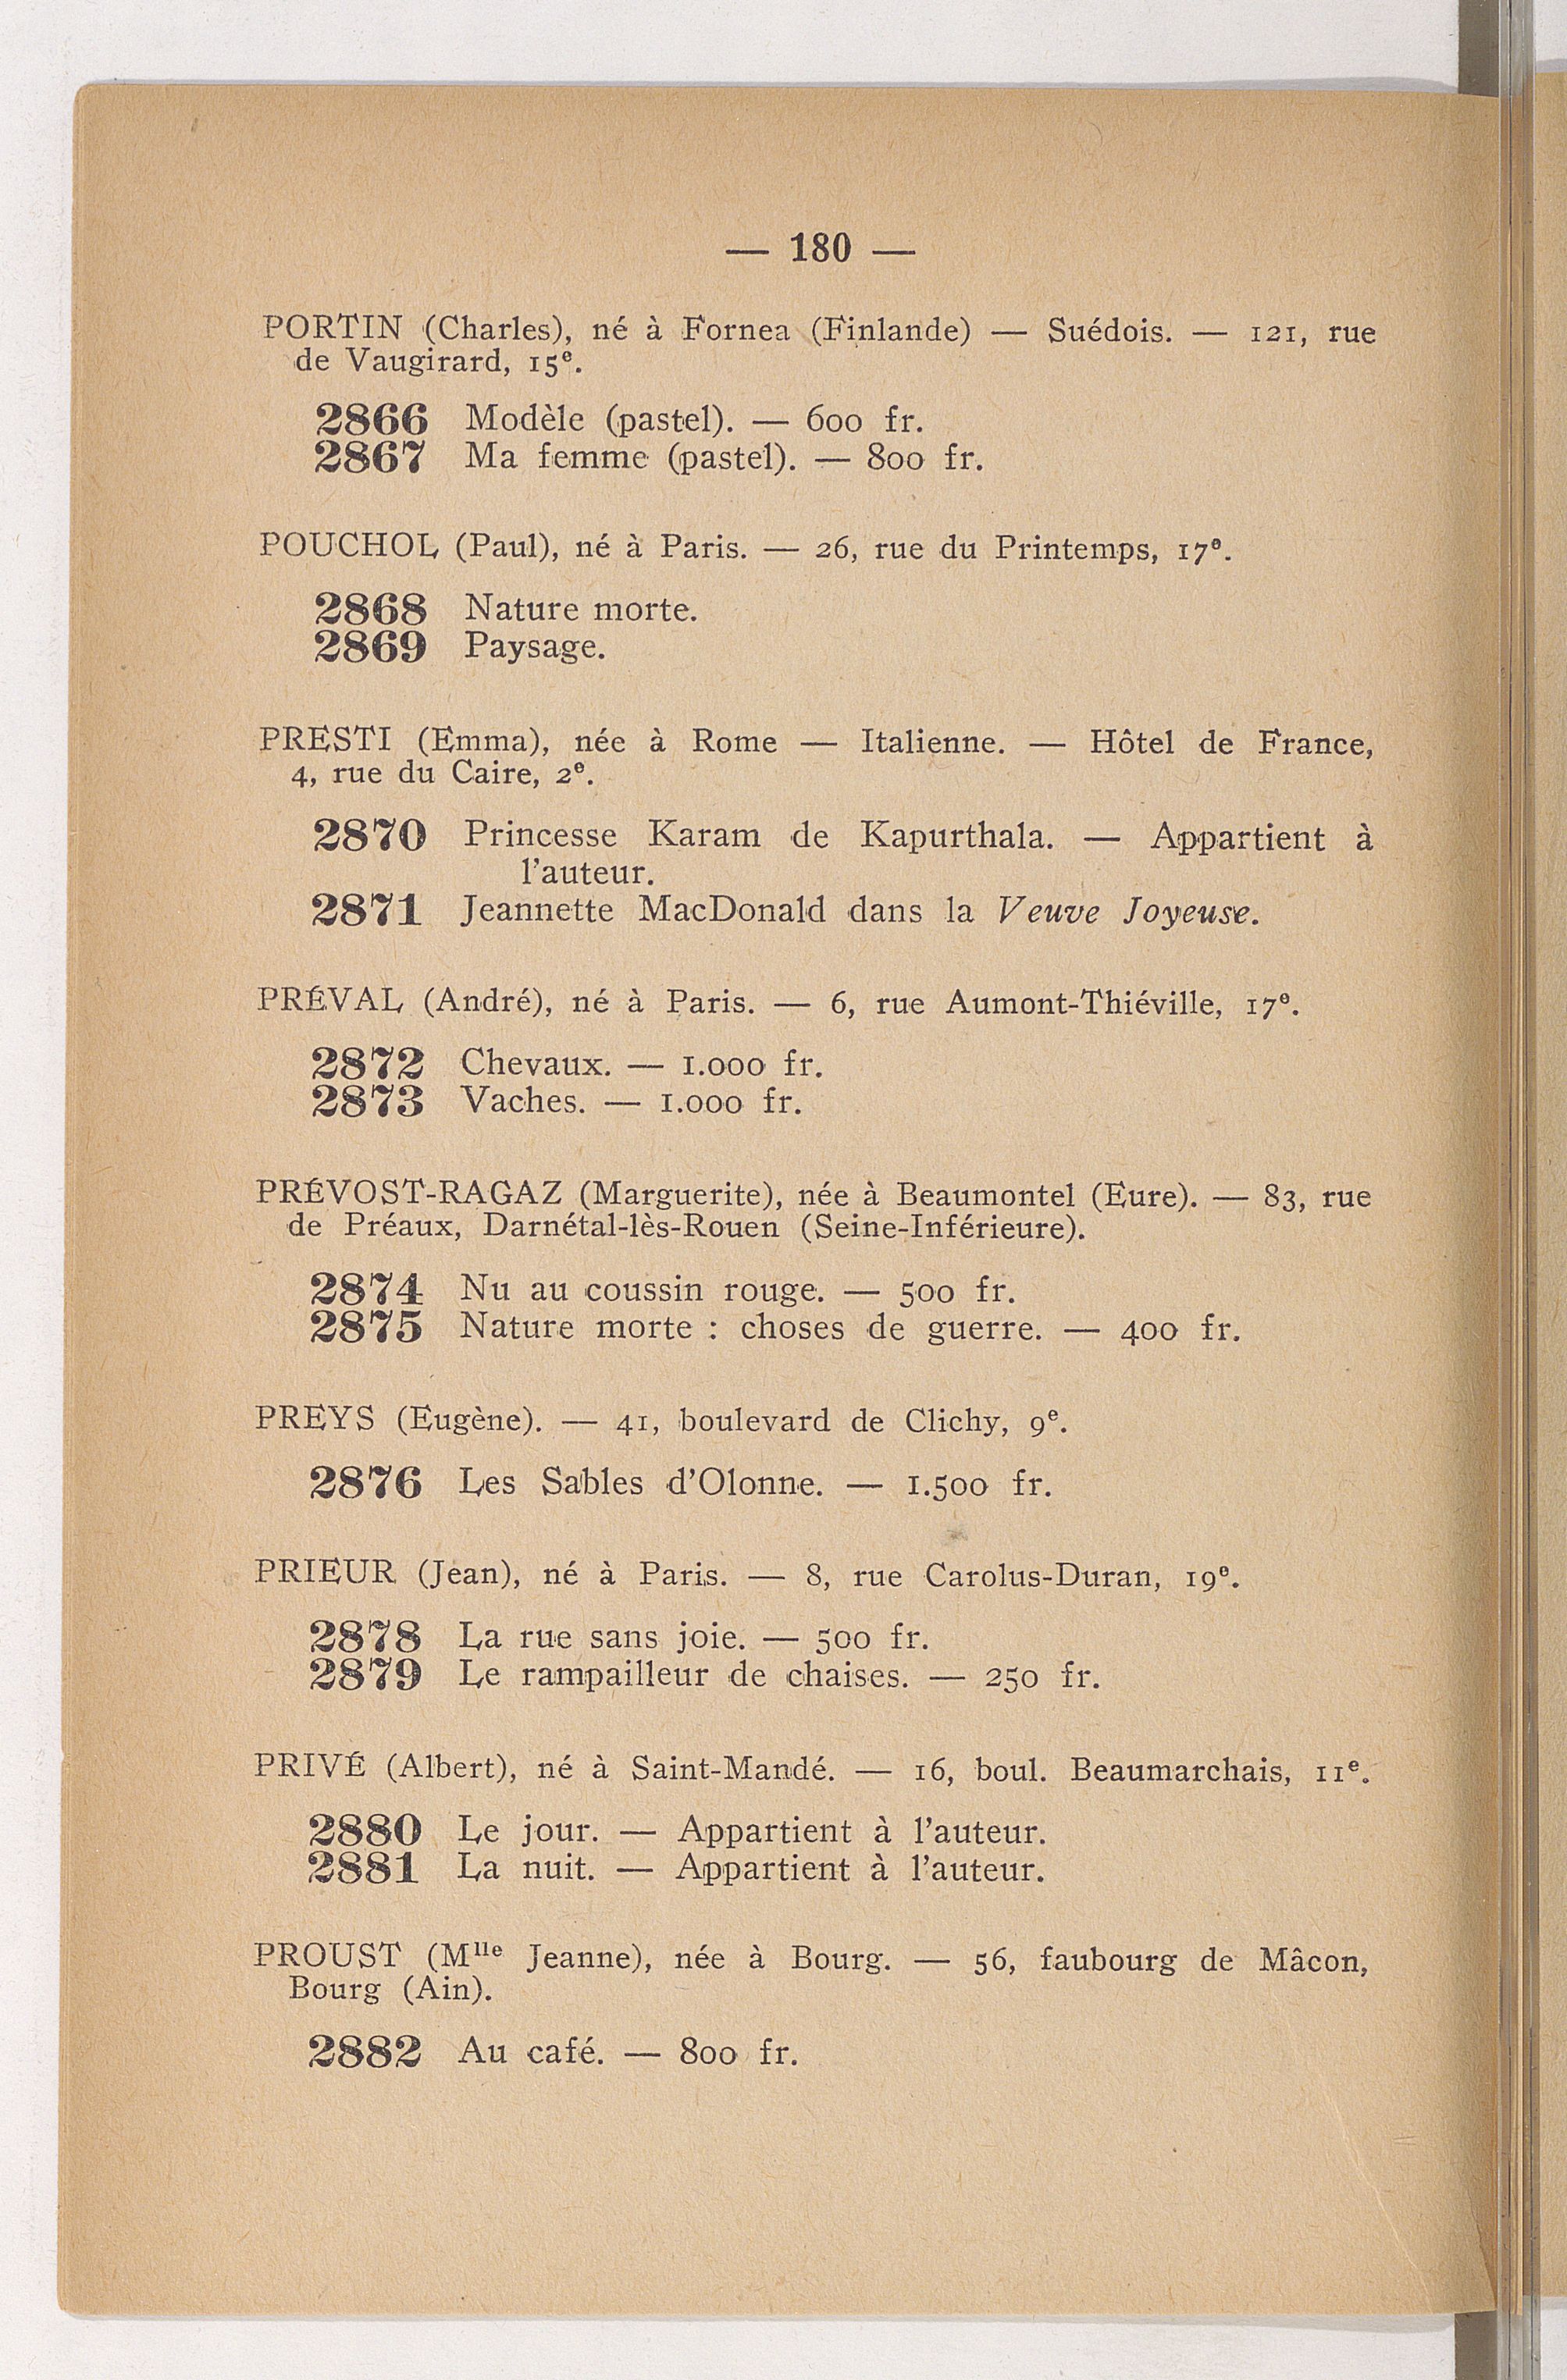 — 180 —
PORTIN (Charles), né à Fornea (Finlande) — Suédois. — 121, rue
de Vaugirard, 15e.
2866 Modèle (pastel). — 600 fr.
2867 Ma femme (pastel). — 800 fr.
POUCHOL (Paul), né à Paris. — 26, rue du Printemps, 17e.
2868 Nature morte.
2869 Paysage.
PRESTI (Emma), née à Rome — Italienne. — Hôtel de France,
4, rue du Caire, 2e.
2870 Princesse Karam de Kapurthala. — Appartient à
l'auteur.
2871 Jeannette MacDonald dans la Veuve Joyeuse.
PRÉVAL (André), né à Paris. — 6, rue Aumont-Thiéville, 17e.
2872 Chevaux. — 1.000 fr.
2873 Vaches. — 1.000 fr.
PRÉVOST-RAGAZ (Marguerite), née à Beaumontel (Eure). — 83, rue
de Préaux, Darnétal-lès-Rouen (Seine-Inférieure).
2874 Nu au coussin rouge. — 500 fr.
2875 Nature morte : choses de guerre. — 400 fr.
PREYS (Eugène). — 41, boulevard de Clichy, 9e.
2876 Les Sables d'Olonne. — 1.500 fr.
PRIEUR (Jean), né à Paris. — 8, rue Carolus-Duran, 19e.
2878 La rue sans joie. — 500 fr.
2879 Le rampailleur de chaises. — 250 fr.
PRIVÉ (Albert), né à Saint-Mandé. — 16, boul. Beaumarchais, 11e.
2880 Le jour. — Appartient à l'auteur.
2881 La nuit. — Appartient à l'auteur.
PROUST (Mlle Jeanne), née à Bourg. — 56, faubourg de Mâcon,
Bourg (Ain).
2882 Au café. — 800 fr.